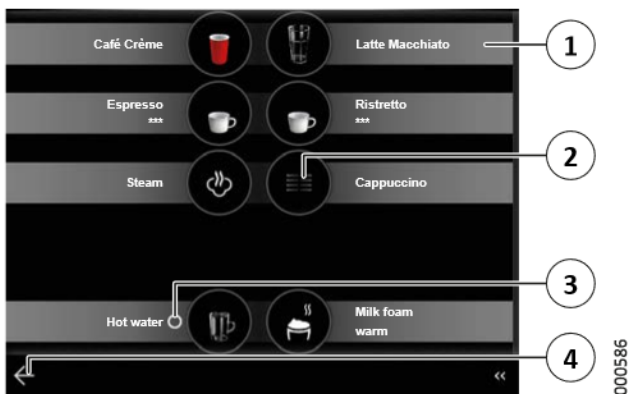 Café Crème
Latte Macchiato
1
Espresso
***
Ristretto
***
2
Steam
Cappuccino
3
Hot water
Milk foam
warm
4
«
000586